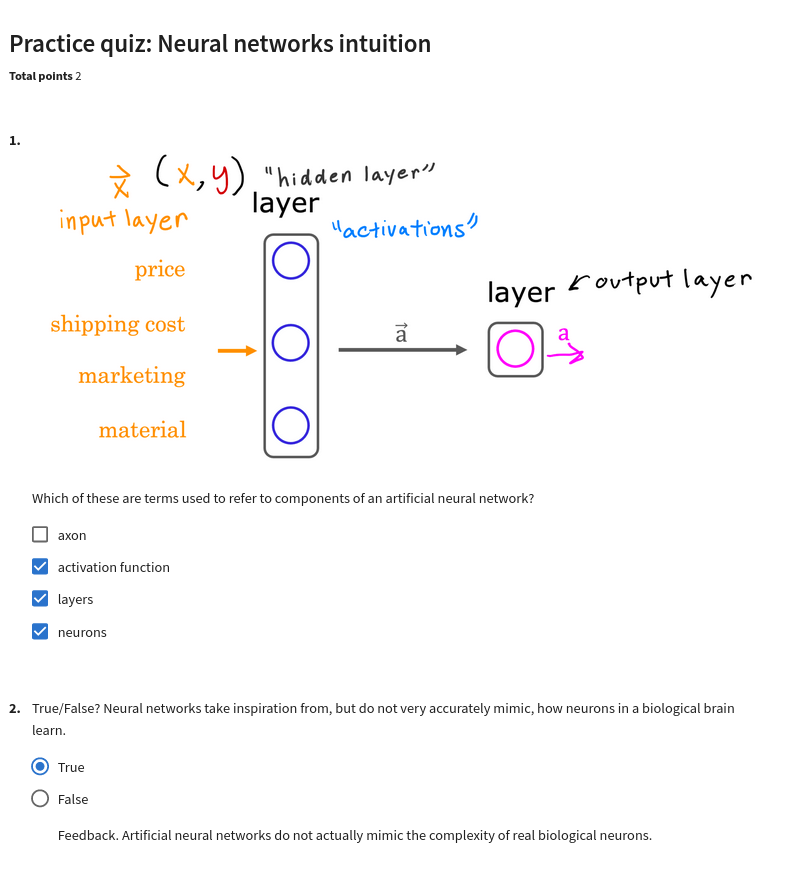 Practice quiz: Neural networks intuition
Total points 2
1.
x (x,y) "hidden layer"
layer
input layer
"activations"
price
layer output layer
shipping cost
a
a
marketing
material
Which of these are terms used to refer to components of an artificial neural network?
axon
activation function
layers
neurons
2. True/False? Neural networks take inspiration from, but do not very accurately mimic, how neurons in a biological brain
learn.
True
False
Feedback. Artificial neural networks do not actually mimic the complexity of real biological neurons.